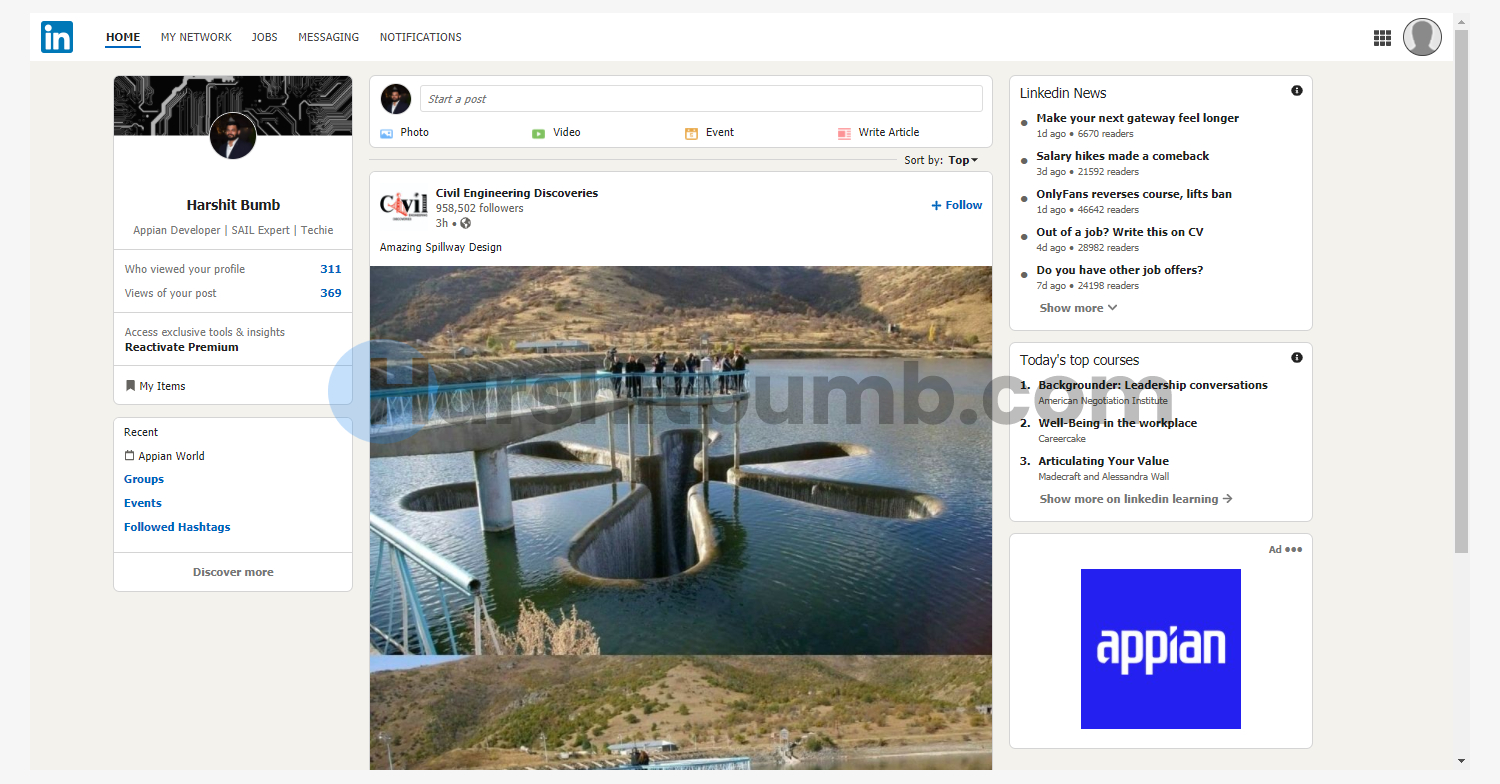 in
HOME
MY NETWORK
JOBS
MESSAGING
NOTIFICATIONS
Harshit Bumb
Appian Developer | SAIL Expert | Techie
Who viewed your profile 311
Views of your post 369
Access exclusive tools & insights
Reactivate Premium
My Items
Recent
Appian World
Groups
Events
Followed Hashtags
Discover more
Start a post
Photo
Video
Event
Write Article
Sort by: Top
Civil
Civil Engineering Discoveries
958,502 followers
3h •
+ Follow
Amazing Spillway Design
Linkedin News
Make your next gateway feel longer
1d ago • 6670 readers
Salary hikes made a comeback
3d ago • 21592 readers
OnlyFans reverses course, lifts ban
1d ago • 46642 readers
Out of a job? Write this on CV
4d ago • 28982 readers
Do you have other job offers?
7d ago • 24198 readers
Show more
Today's top courses
1. Backgrounder: Leadership conversations
American Negotiation Institute
2. Well-Being in the workplace
Careercake
3. Articulating Your Value
Madecraft and Alessandra Wall
Show more on linkedin learning →
Ad •••
appian
Harshitbumb.com